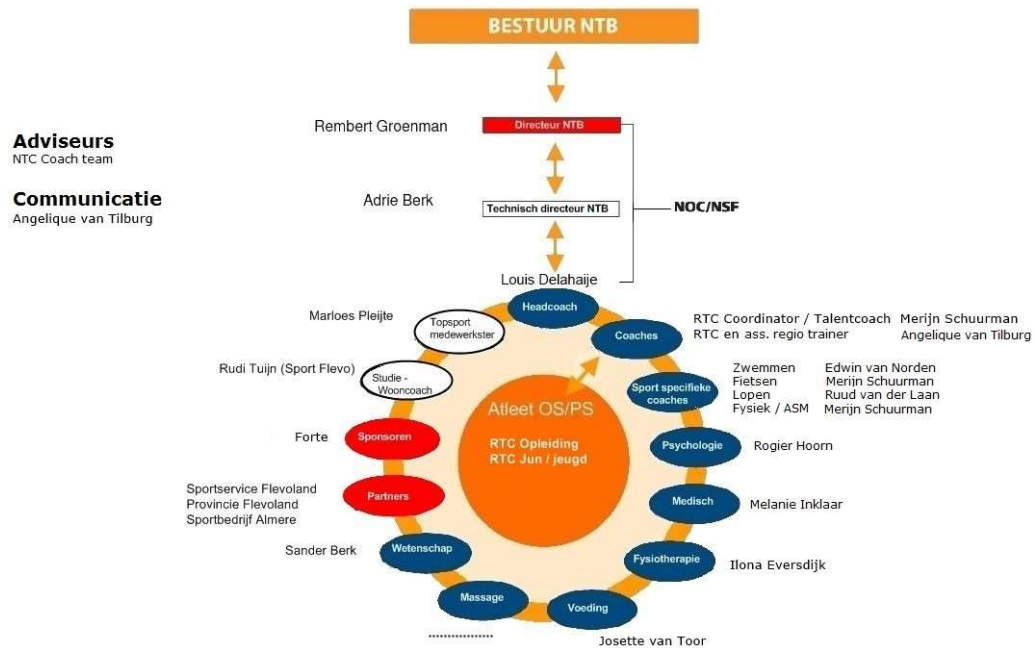 BESTUUR NTB
Rembert Groenman
Directeur NTB
Adviseurs
NTC Coach team
Communicatie
Angelique van Tilburg
Adrie Berk
Technisch directeur NTB
NOC/NSF
Louis Delahaije
Headcoach
Marloes Pleijte
Topsport
medewerkster
Coaches
RTC Coordinator / Talentcoach Merijn Schuurman
RTC en ass. regio trainer Angelique van Tilburg
Rudi Tuijn (Sport Flevo)
Studie -
Wooncoach
Sport specifieke
coaches
Zwemmen Edwin van Norden
Fietsen Merijn Schuurman
Lopen Ruud van der Laan
Fysiek / ASM Merijn Schuurman
Atleet OS/PS
RTC Opleiding
RTC Jun / jeugd
Forte
Sponsoren
Psychologie
Rogier Hoorn
Sportservice Flevoland
Provincie Flevoland
Sportbedrijf Almere
Partners
Medisch
Melanie Inklaar
Sander Berk
Wetenschap
Fysiotherapie
Ilona Eversdijk
Massage
.................
Voeding
Josette van Toor